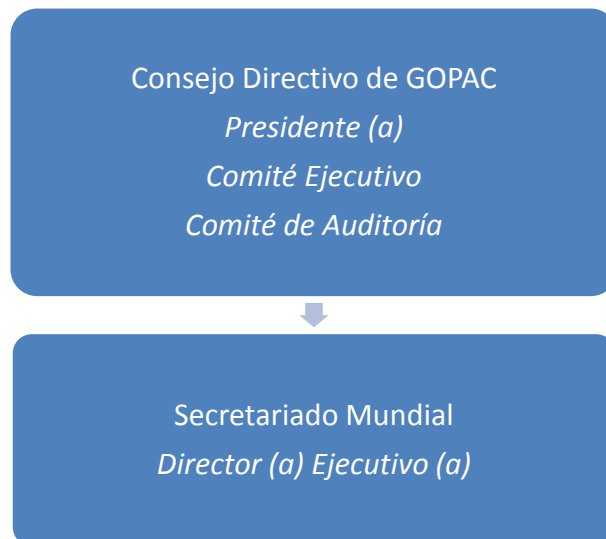 Consejo Directivo de GOPAC
Presidente (a)
Comité Ejecutivo
Comité de Auditoría
Secretariado Mundial
Director (a) Ejecutivo (a)